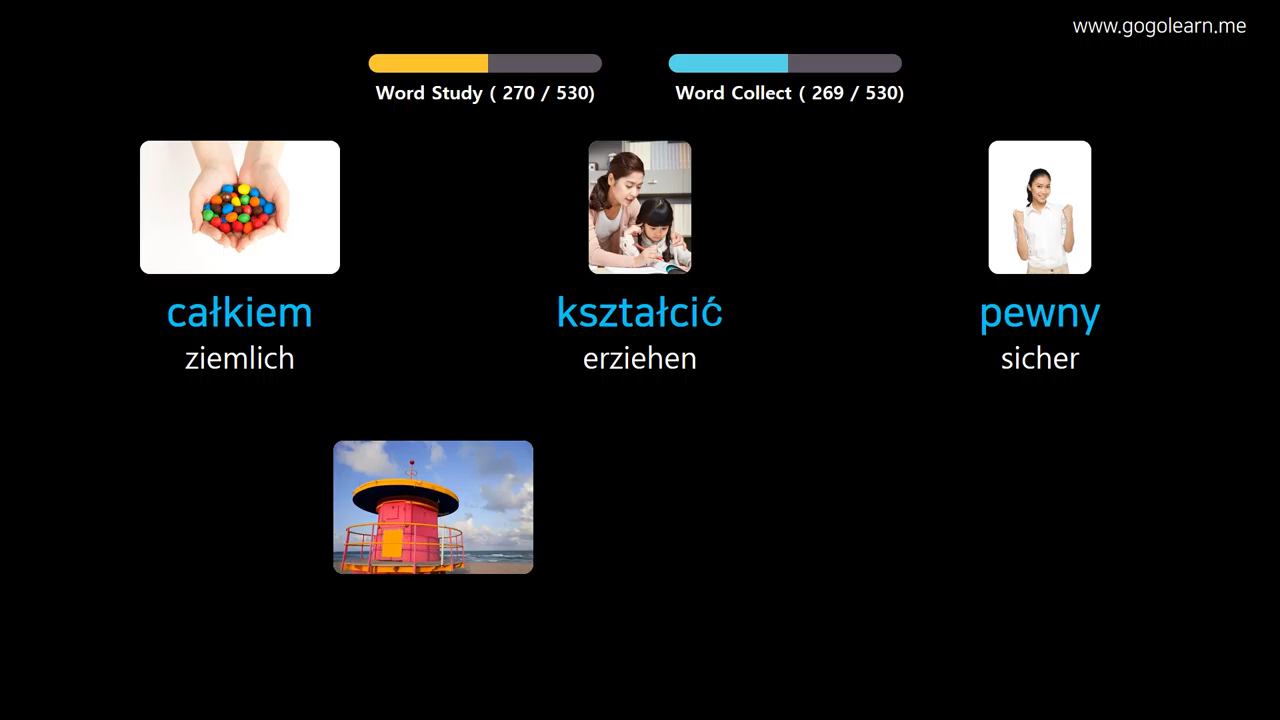 www.gogolearn.me
Word Study ( 270 / 530)
Word Collect ( 269 / 530)
całkiem
ziemlich
kształcić
erziehen
pewny
sicher